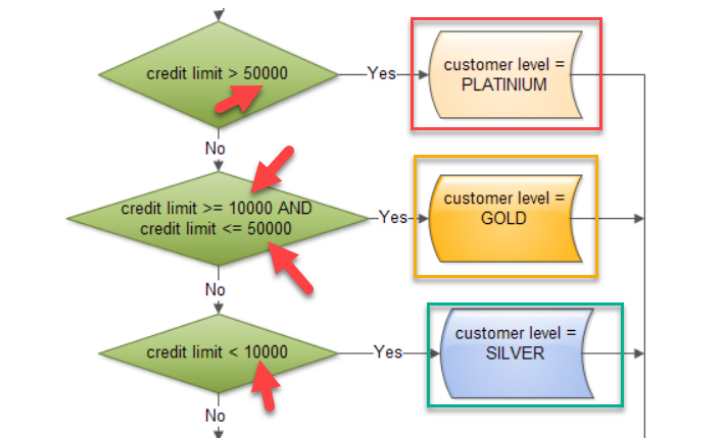 credit limit > 50000
Yes
customer level =
PLATINIUM
No
credit limit >= 10000 AND
credit limit <= 50000
Yes
customer level =
GOLD
No
credit limit < 10000
Yes
customer level =
SILVER
No